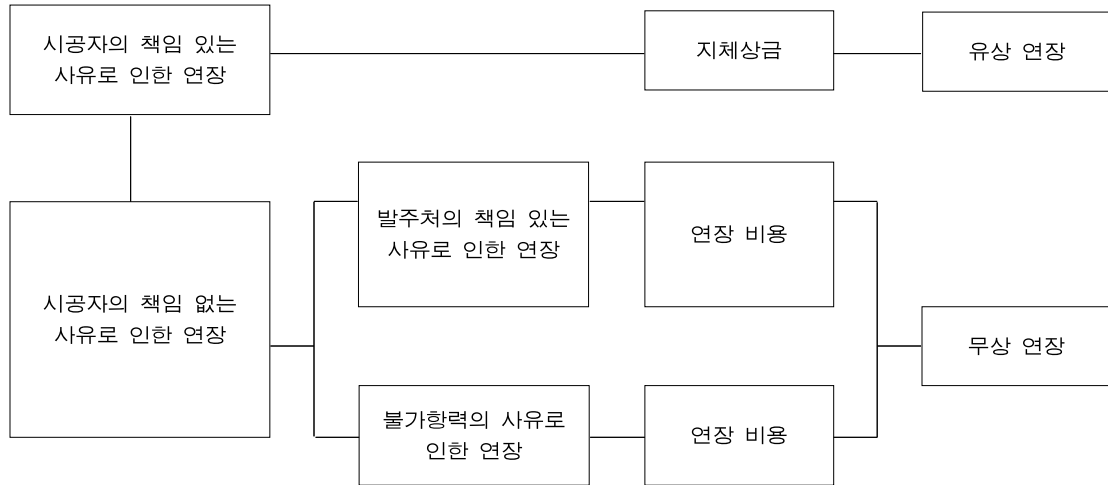 시공자의 책임 있는
사유로 인한 연장
지체상금
유상 연장
발주처의 책임 있는
사유로 인한 연장
연장 비용
시공자의 책임 없는
사유로 인한 연장
무상 연장
불가항력의 사유로
인한 연장
연장 비용